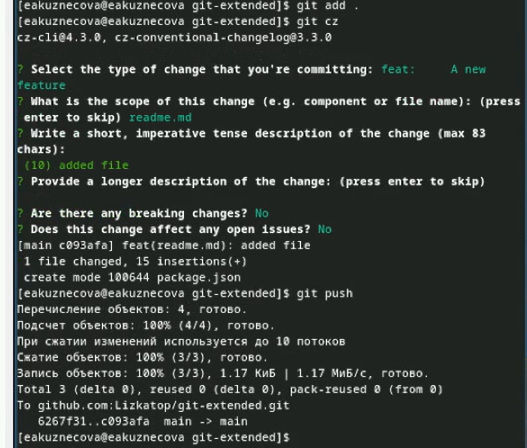 [eakuznecova@eakuznecova git-extended]$ git add .
[eakuznecova@eakuznecova git-extended]$ git cz
cz-cli@4.3.0, cz-conventional-changelog@3.3.0
? Select the type of change that you're committing: feat:     A new
feature
? What is the scope of this change (e.g. component or file name): (press
enter to skip) readme.md
? Write a short, imperative tense description of the change (max 83
chars):
(10) added file
? Provide a longer description of the change: (press enter to skip)
? Are there any breaking changes? No
? Does this change affect any open issues? No
[main c093afa] feat(readme.md): added file
1 file changed, 15 insertions(+)
create mode 100644 package.json
[eakuznecova@eakuznecova git-extended]$ git push
Перечисление объектов: 4, готово.
Подсчет объектов: 100% (4/4), готово.
При сжатии изменений используется до 10 потоков
Сжатие объектов: 100% (3/3), готово.
Запись объектов: 100% (3/3), 1.17 КиБ | 1.17 МиБ/с, готово.
Total 3 (delta 0), reused 0 (delta 0), pack-reused 0 (from 0)
To github.com:Lizkatop/git-extended.git
6267f31..c093afa  main -> main
[eakuznecova@eakuznecova git-extended]$